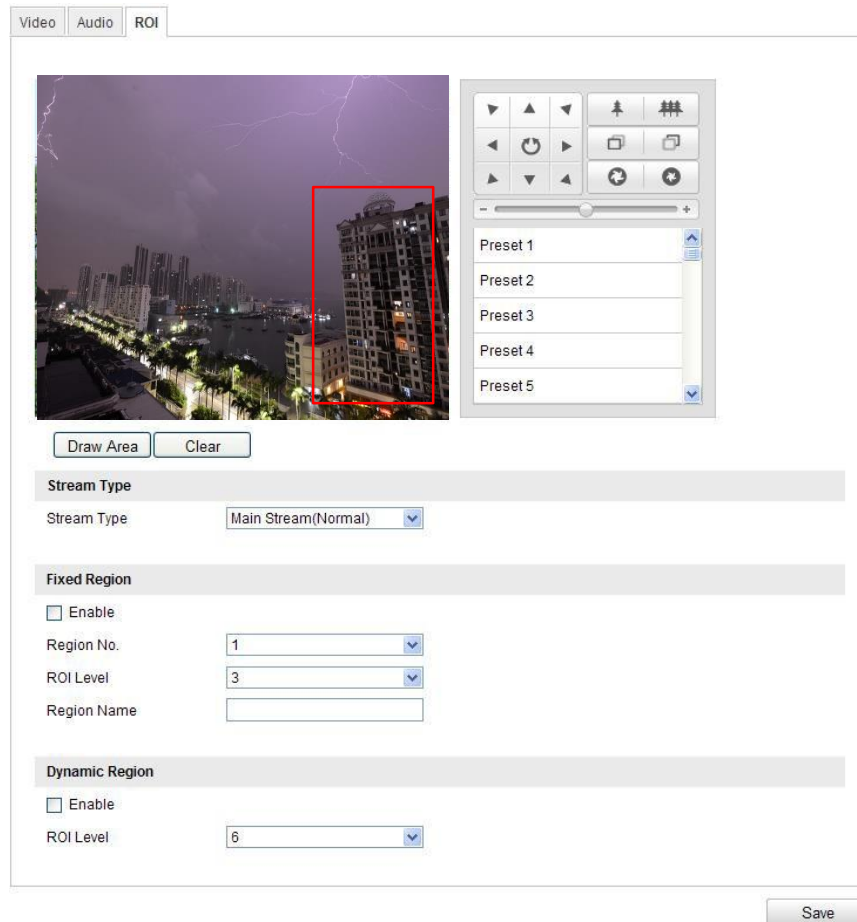 Video Audio ROI
Preset 1
Preset 2
Preset 3
Preset 4
Preset 5
Draw Area Clear
Stream Type
Stream Type Main Stream(Normal)
Fixed Region
Enable
Region No. 1
ROI Level 3
Region Name
Dynamic Region
Enable
ROI Level 6
Save